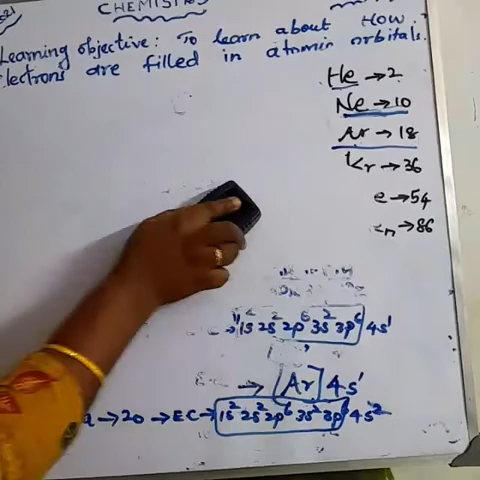 CHEMISTRY
Learning objective: To learn about How
electrons are filled in atomic orbitals.
He → 2
Ne → 10
Ar → 18
Kr → 36
e → 54
n → 86
1s² 2s² 2p⁶ 3s² 3p⁶ 4s¹
→ [Ar] 4s¹
a → 20 → EC → 1s² 2s² 2p⁶ 3s² 3p⁶ 4s²